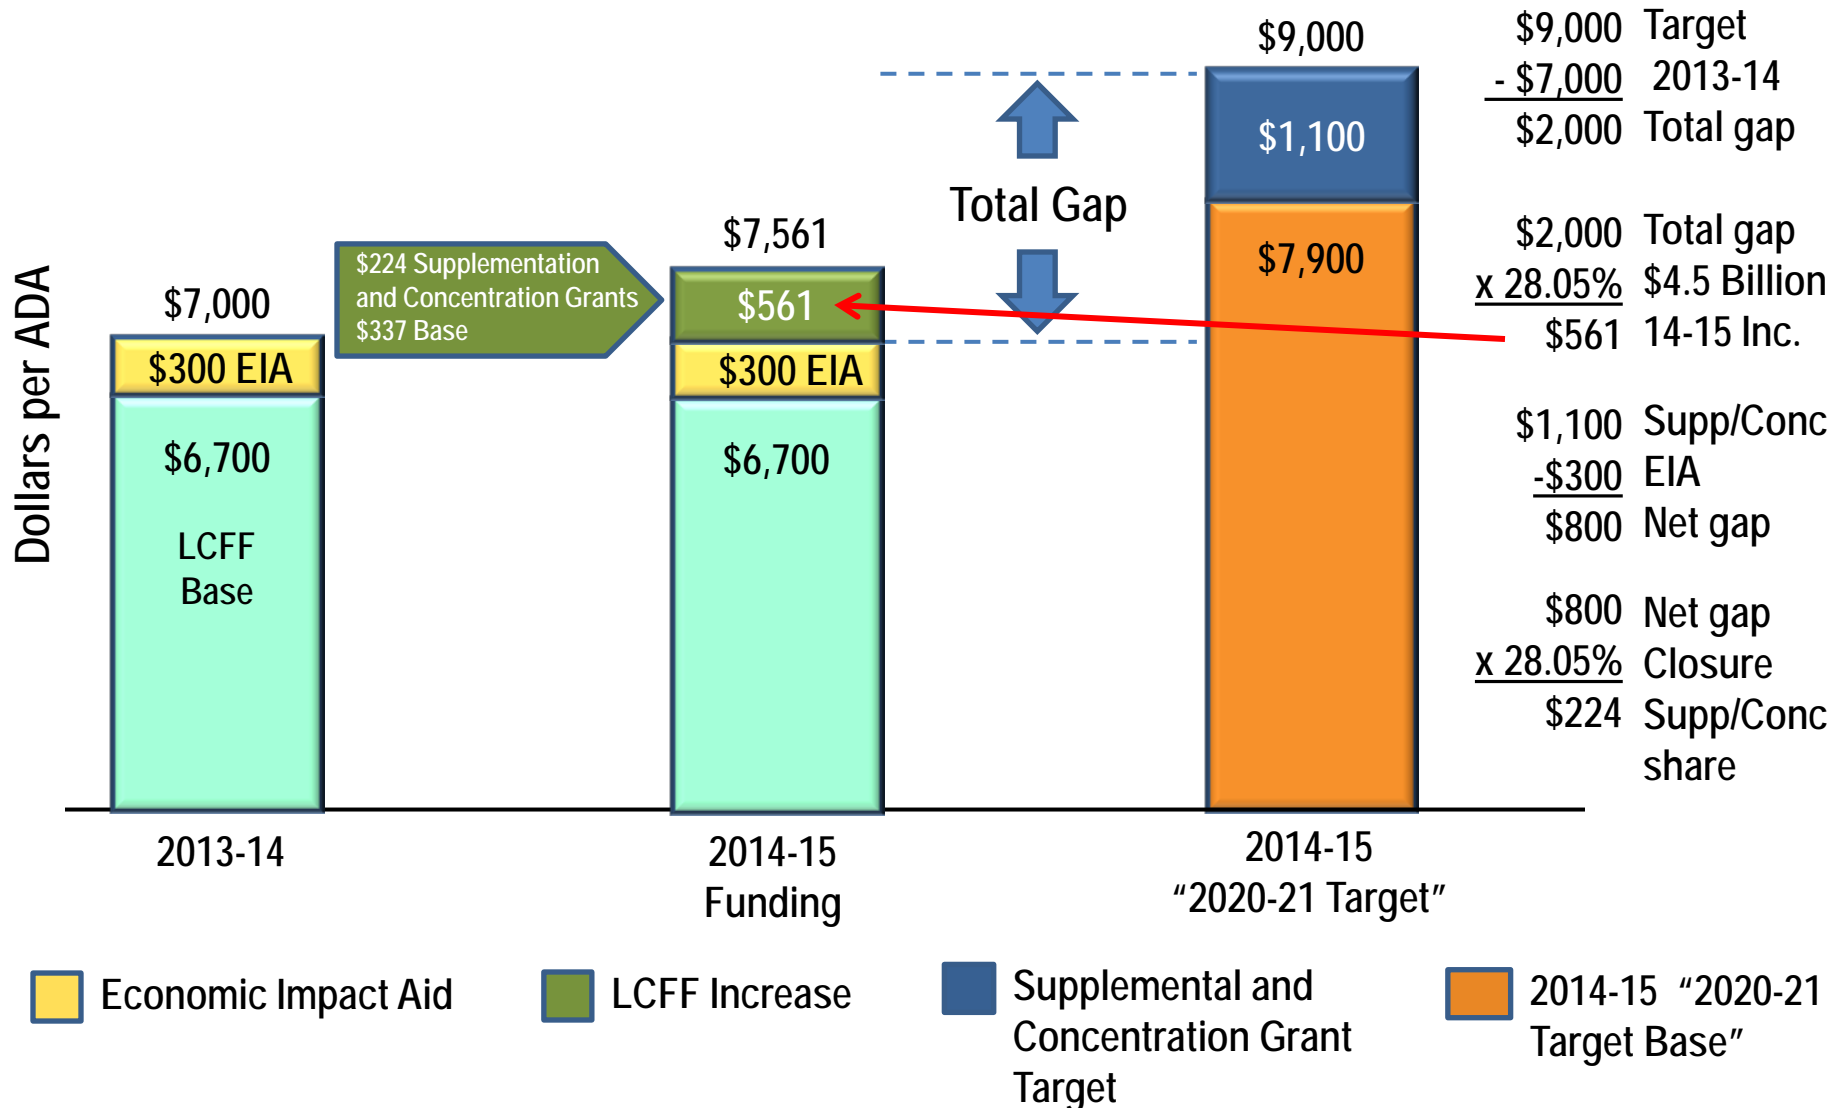 Dollars per ADA
$7,000
$300 EIA
$6,700
LCFF
Base
2013-14
$224 Supplementation
and Concentration Grants
$337 Base
$7,561
$561
$300 EIA
$6,700
2014-15
Funding
Total Gap
$9,000
$1,100
$7,900
2014-15
“2020-21 Target”
$9,000 Target
- $7,000 2013-14
$2,000 Total gap
$2,000 Total gap
x 28.05% $4.5 Billion
$561 14-15 Inc.
$1,100 Supp/Conc
-$300 EIA
$800 Net gap
$800 Net gap
x 28.05% Closure
$224 Supp/Conc
share
Economic Impact Aid
LCFF Increase
Supplemental and
Concentration Grant
Target
2014-15 “2020-21
Target Base”